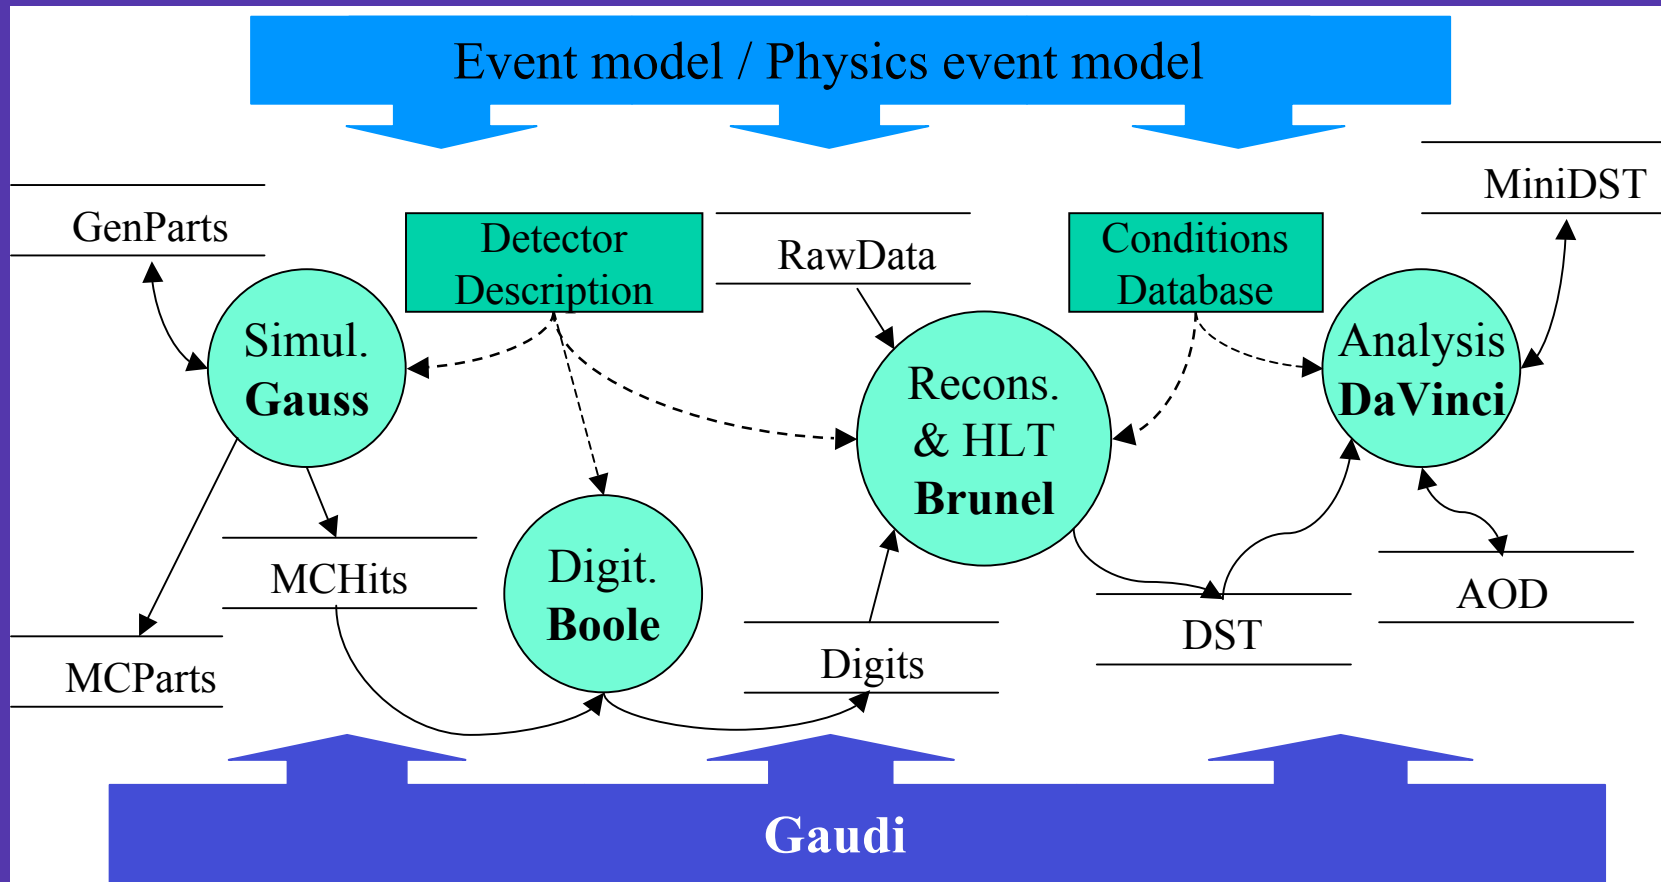 Event model / Physics event model
MiniDST
GenParts
Detector
Description
RawData
Conditions
Database
Simul.
Gauss
Recons.
& HLT
Brunel
Analysis
DaVinci
MCHits
Digit.
Boole
AOD
DST
MCParts
Digits
Gaudi